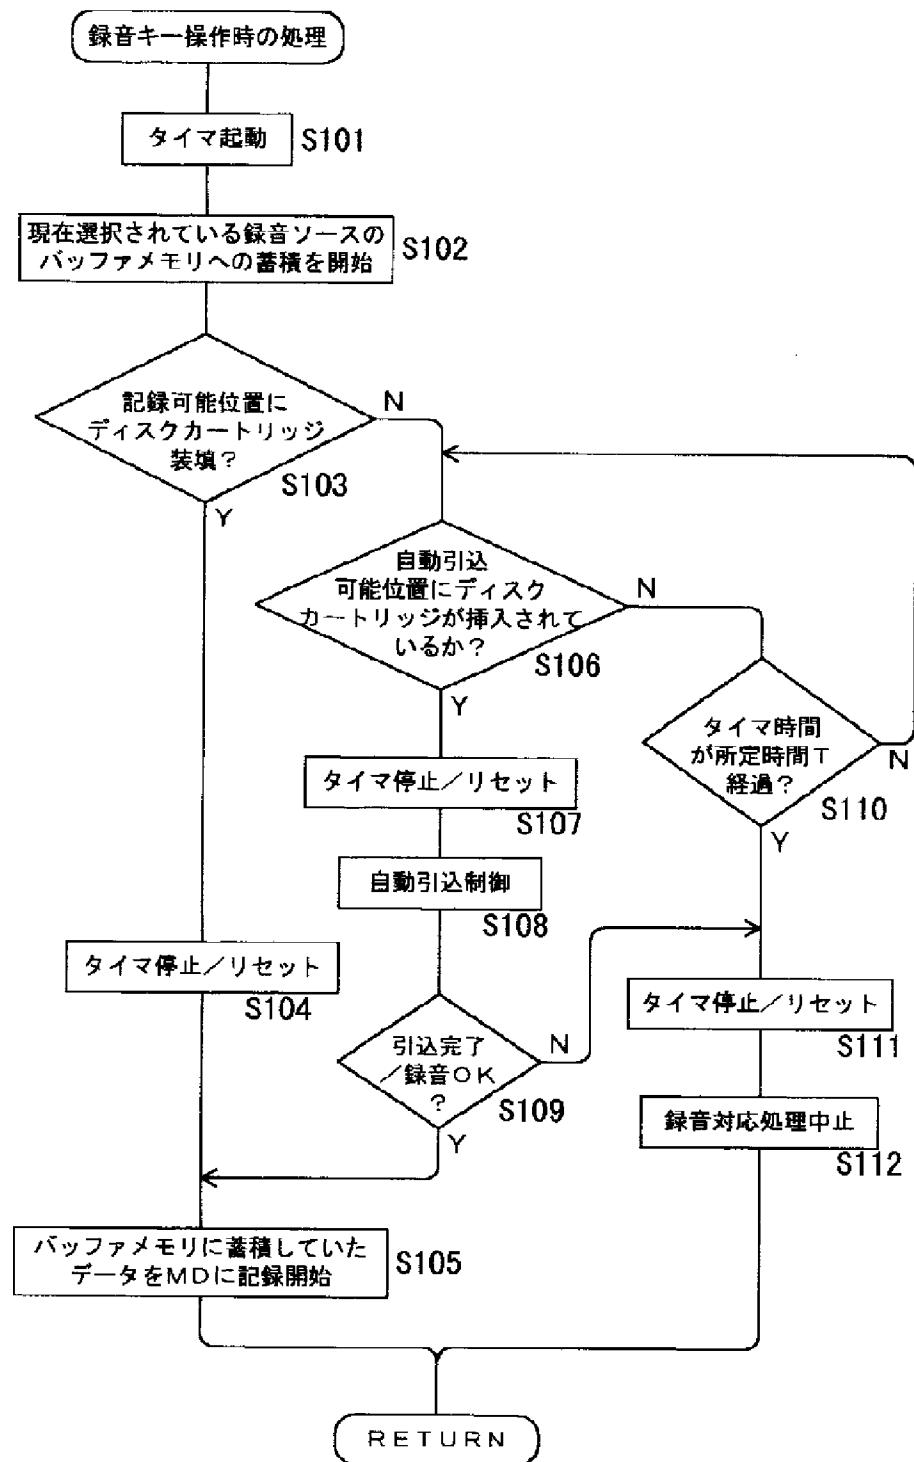 録音キー操作時の処理
タイマ起動
S101
現在選択されている録音ソースの
バッファメモリへの蓄積を開始
S102
記録可能位置に
ディスクカートリッジ
装填?
S103
N
Y
自動引込
可能位置にディスク
カートリッジが挿入されて
いるか?
S106
N
Y
タイマ時間
が所定時間T
経過?
S110
N
Y
タイマ停止/リセット
S107
自動引込制御
S108
タイマ停止/リセット
S104
引込完了
/録音OK
?
S109
N
Y
タイマ停止/リセット
S111
録音対応処理中止
S112
バッファメモリに蓄積していた
データをMDに記録開始
S105
RETURN